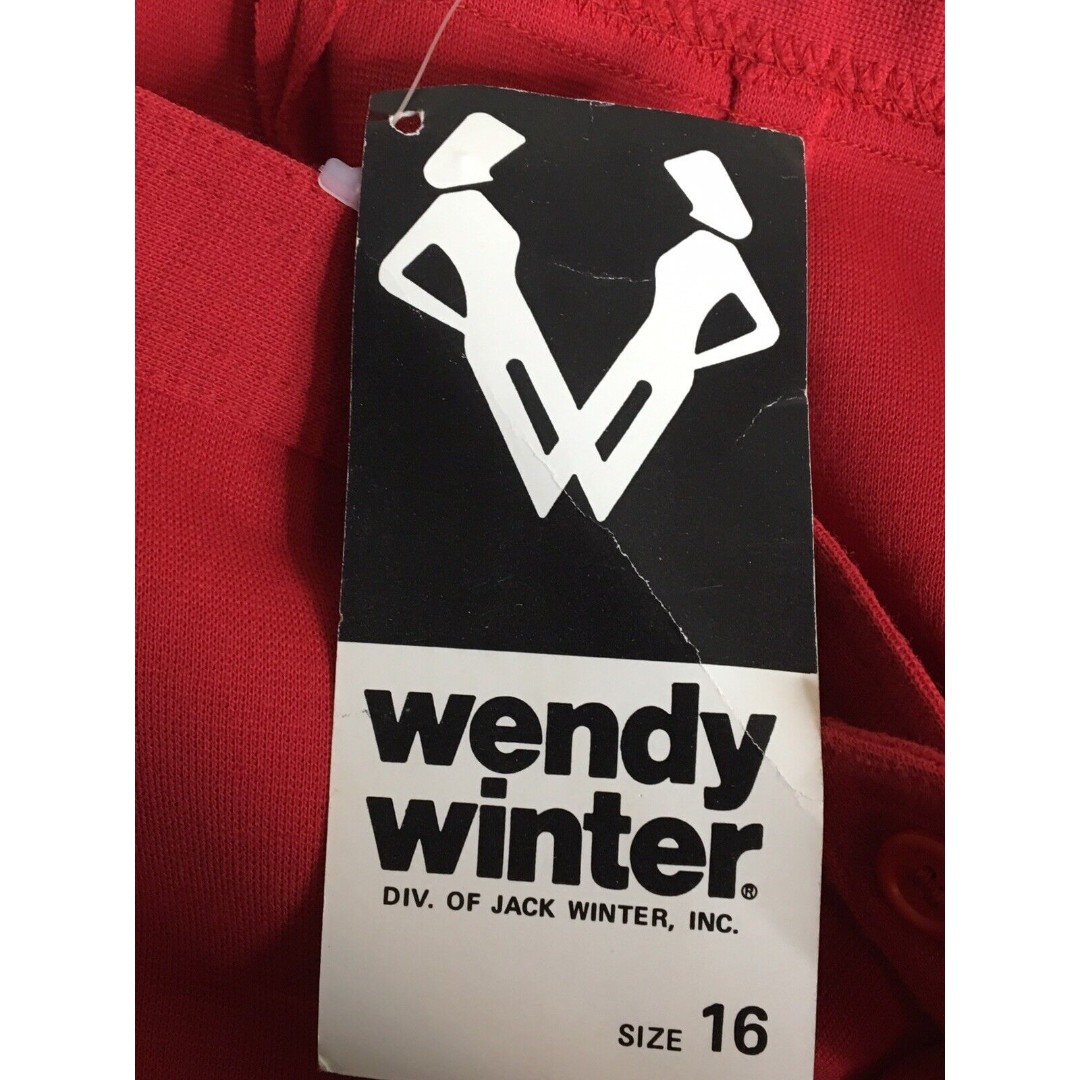 wendy
winter®
DIV. OF JACK WINTER, INC.
SIZE 16